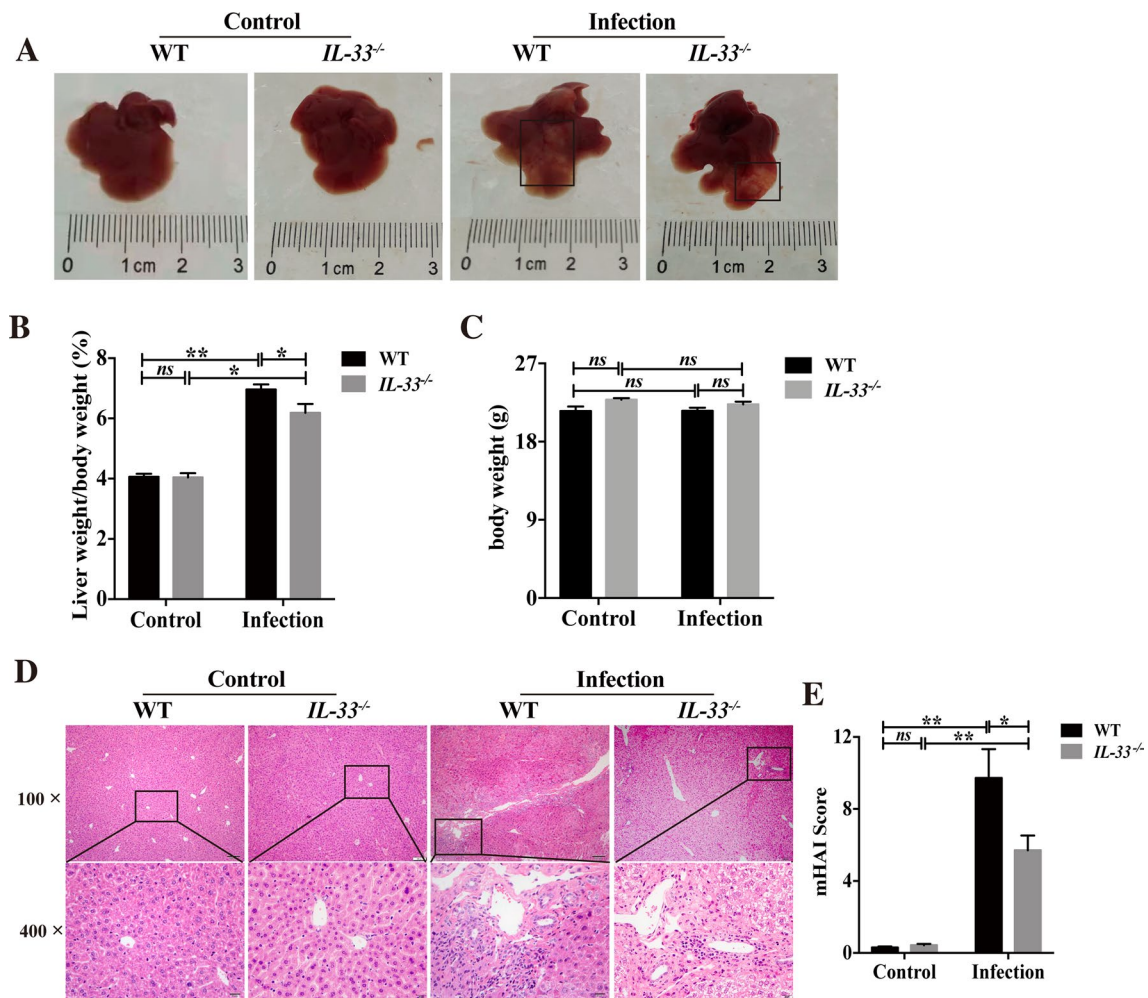 A
Control
Infection
WT
IL-33-/-
WT
IL-33-/-
0 1 cm 2 3
0 1 cm 2 3
0 1 cm 2 3
0 1 cm 2 3
B
Liver weight/body weight (%)
8
6
4
2
0
** *
ns *
WT
IL-33-/-
Control
Infection
C
body weight (g)
27
18
9
0
ns ns
ns ns
WT
IL-33-/-
Control
Infection
D
Control
Infection
WT
IL-33-/-
WT
IL-33-/-
100 ×
400 ×
E
mHAI Score
12
8
4
0
** *
ns **
WT
IL-33-/-
Control
Infection